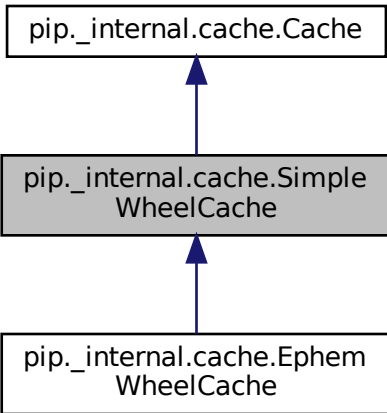 pip._internal.cache.Cache
pip._internal.cache.Simple
WheelCache
pip._internal.cache.Ephem
WheelCache